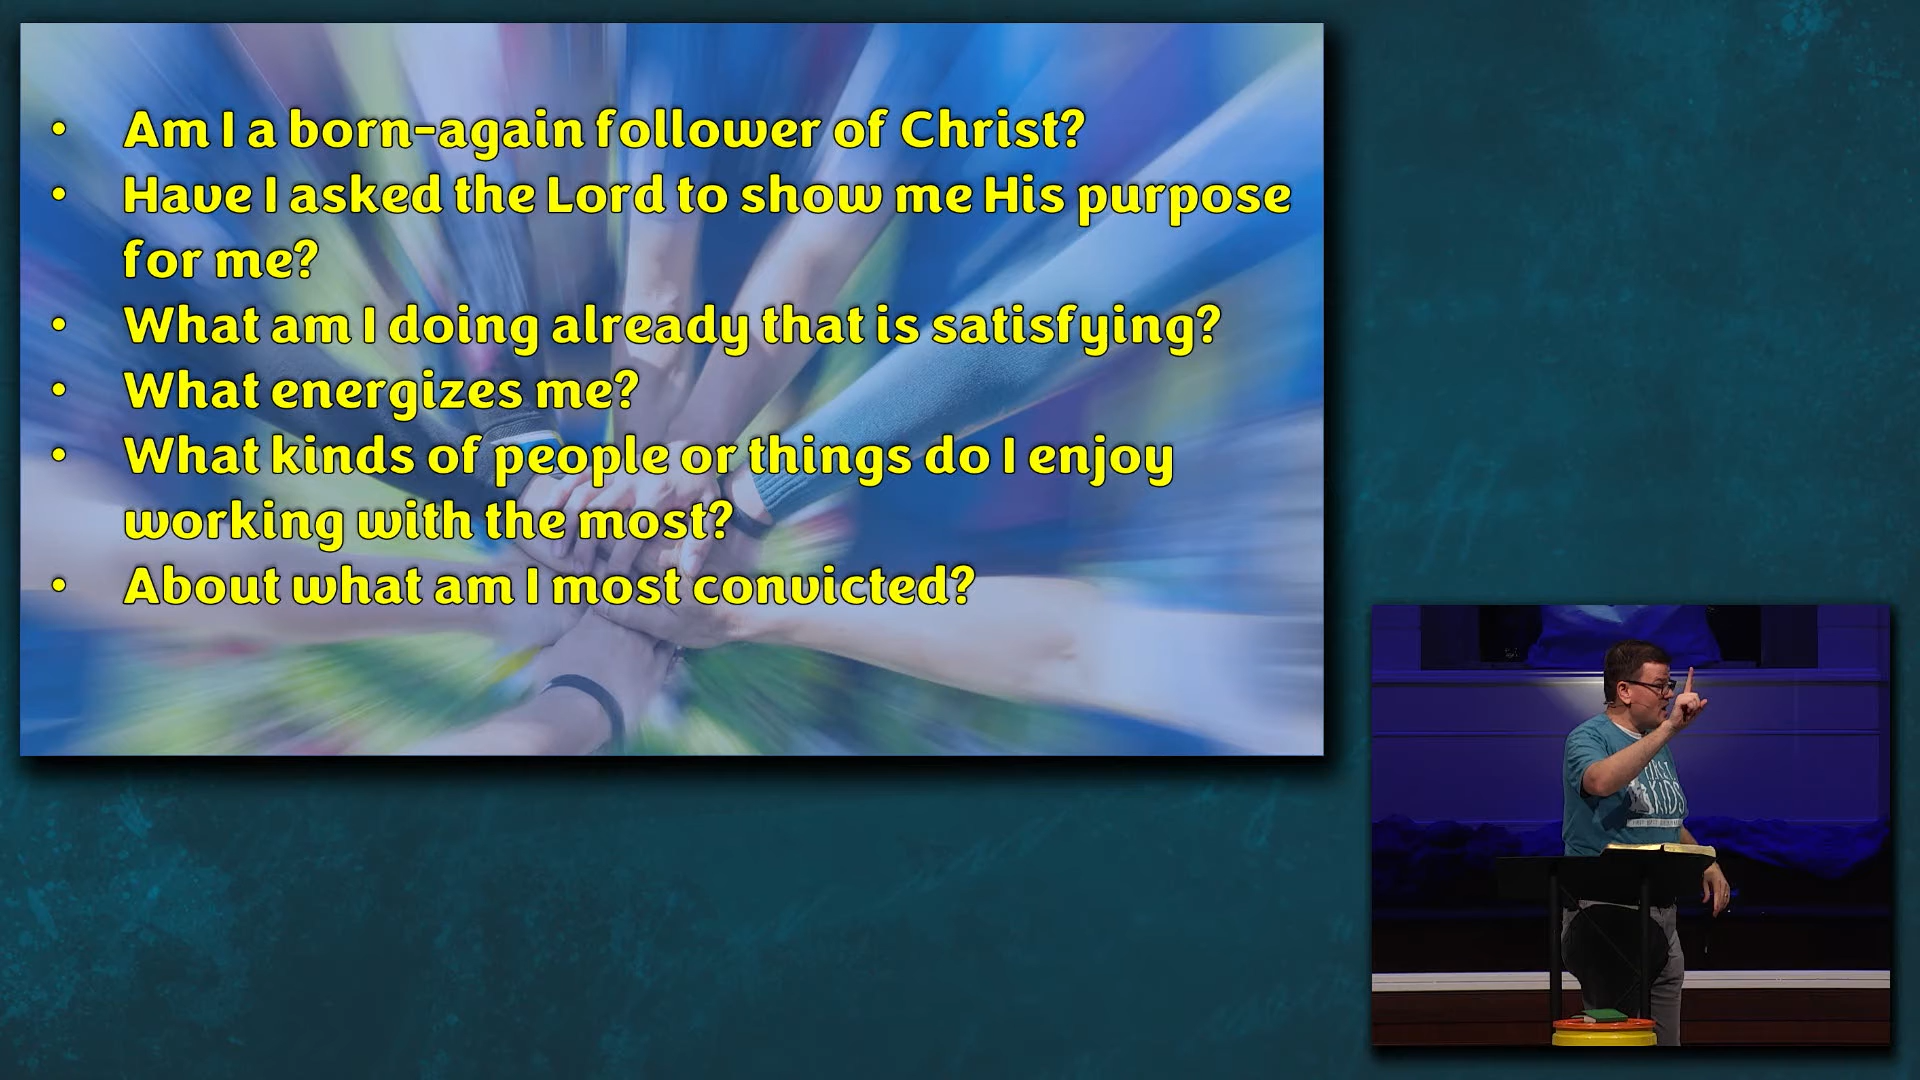 • Am I a born-again follower of Christ?
• Have I asked the Lord to show me His purpose
for me?
• What am I doing already that is satisfying?
• What energizes me?
• What kinds of people or things do I enjoy
working with the most?
• About what am I most convicted?
FIRST
KIDS